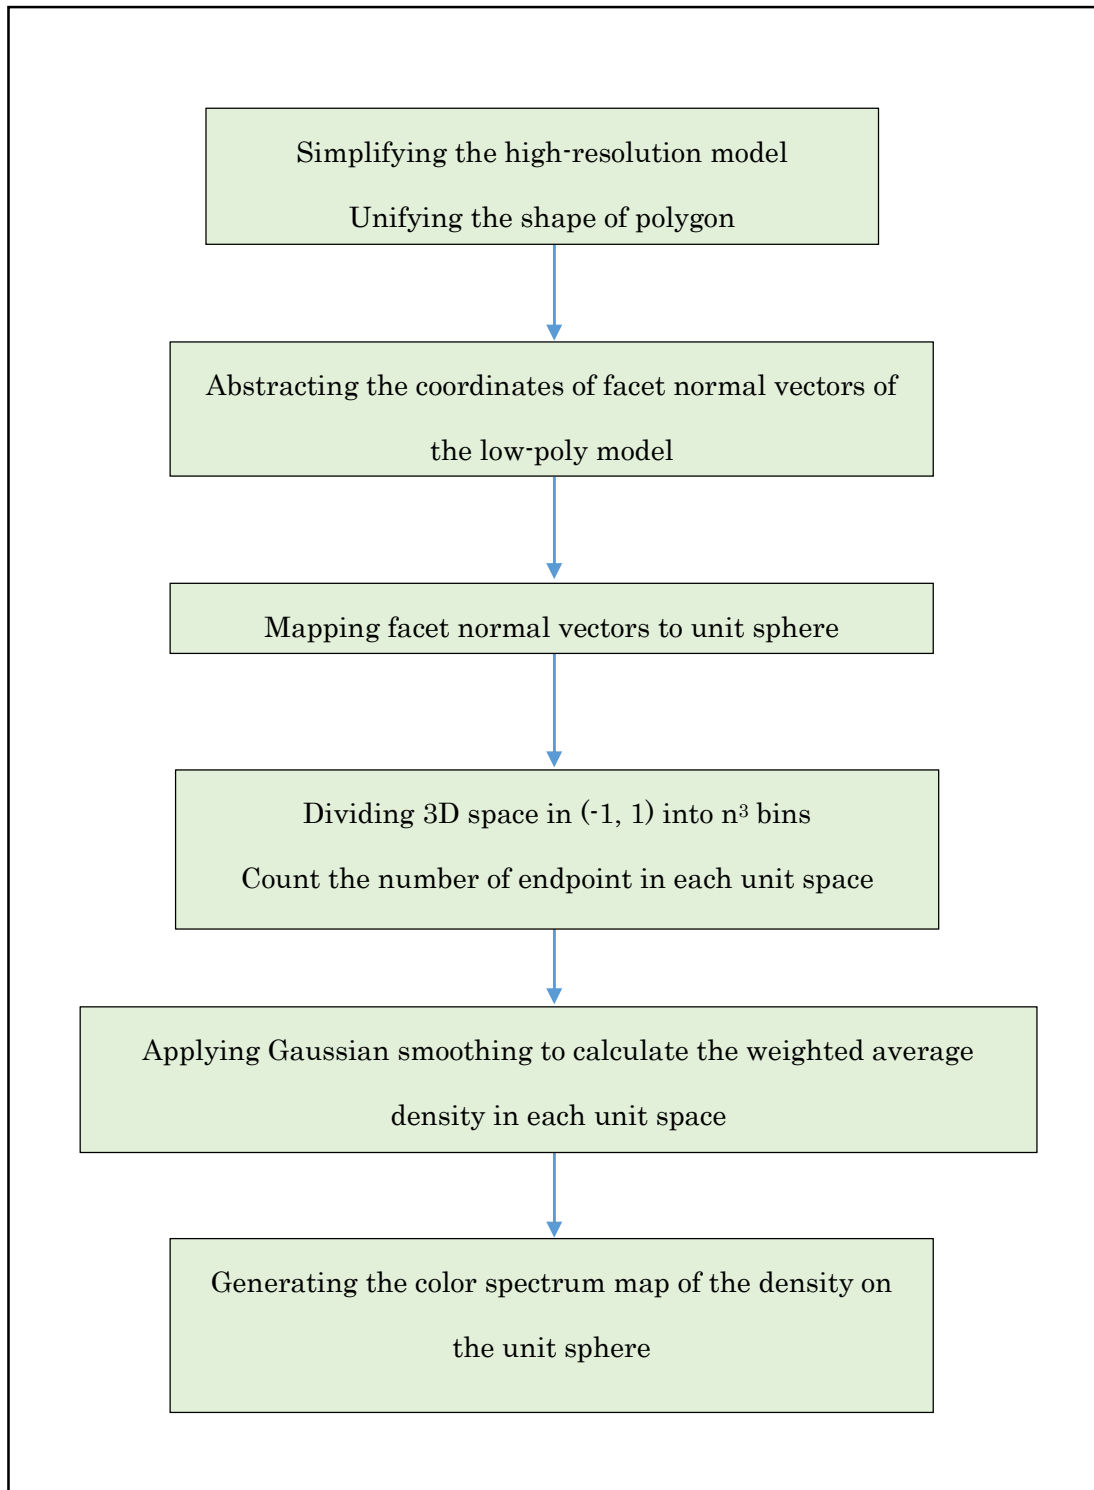 Simplifying the high-resolution model
Unifying the shape of polygon
Abstracting the coordinates of facet normal vectors of
the low-poly model
Mapping facet normal vectors to unit sphere
Dividing 3D space in (-1, 1) into n³ bins
Count the number of endpoint in each unit space
Applying Gaussian smoothing to calculate the weighted average
density in each unit space
Generating the color spectrum map of the density on
the unit sphere